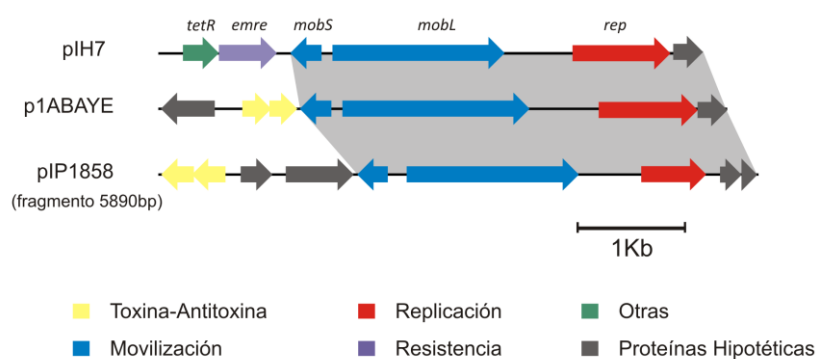 tetR emre mobS mobL rep
pIH7
p1ABAYE
pIP1858
(fragmento 5890bp)
1Kb
Toxina-Antitoxina Replicación Otras
Movilización Resistencia Proteínas Hipotéticas